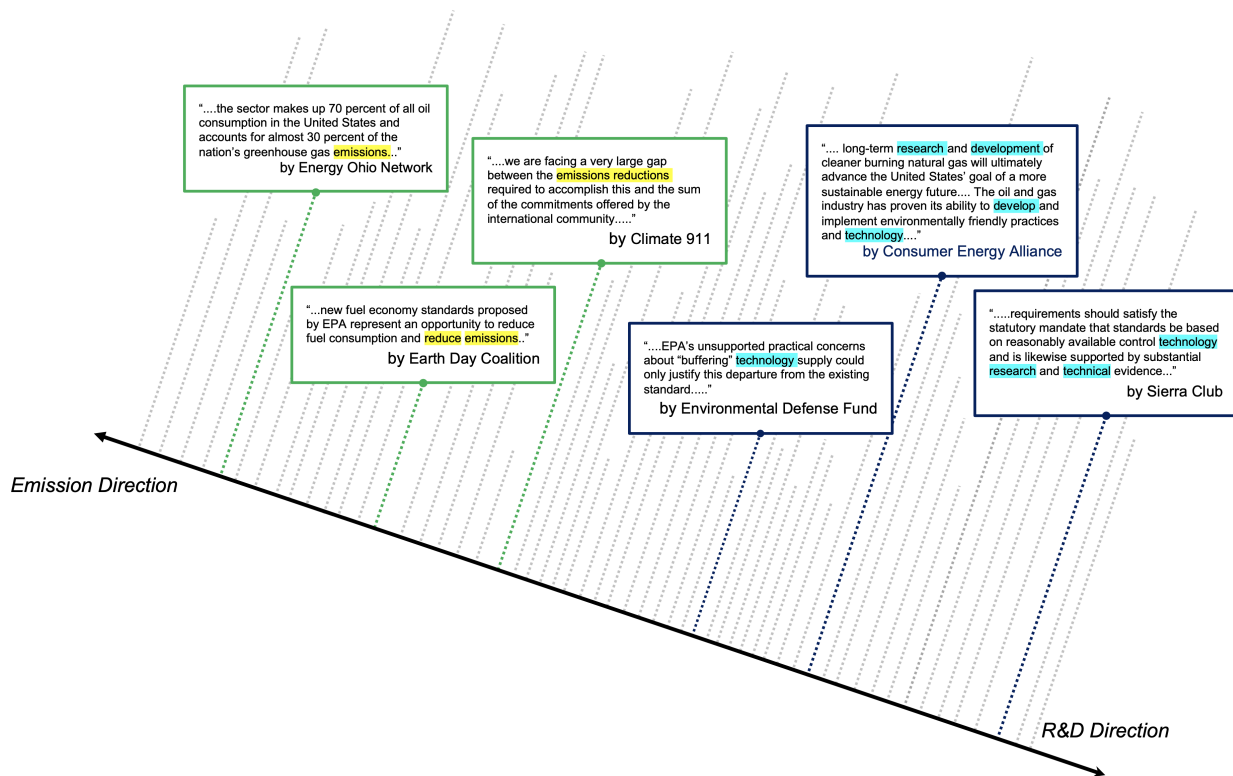 “....the sector makes up 70 percent of all oil
consumption in the United States and
accounts for almost 30 percent of the
nation’s greenhouse gas emissions...”
by Energy Ohio Network
“....we are facing a very large gap
between the emissions reductions
required to accomplish this and the sum
of the commitments offered by the
international community.....”
by Climate 911
“.... long-term research and development of
cleaner burning natural gas will ultimately
advance the United States’ goal of a more
sustainable energy future.... The oil and gas
industry has proven its ability to develop and
implement environmentally friendly practices
and technology....”
by Consumer Energy Alliance
“...new fuel economy standards proposed
by EPA represent an opportunity to reduce
fuel consumption and reduce emissions..”
by Earth Day Coalition
“....EPA’s unsupported practical concerns
about “buffering” technology supply could
only justify this departure from the existing
standard.....”
by Environmental Defense Fund
“.....requirements should satisfy the
statutory mandate that standards be based
on reasonably available control technology
and is likewise supported by substantial
research and technical evidence...”
by Sierra Club
Emission Direction
R&D Direction